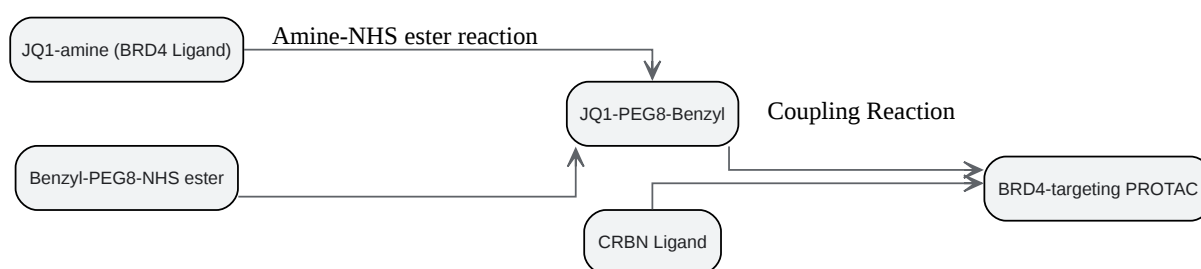 JQ1-amine (BRD4 Ligand)
Amine-NHS ester reaction
JQ1-PEG8-Benzyl
Coupling Reaction
Benzyl-PEG8-NHS ester
BRD4-targeting PROTAC
CRBN Ligand